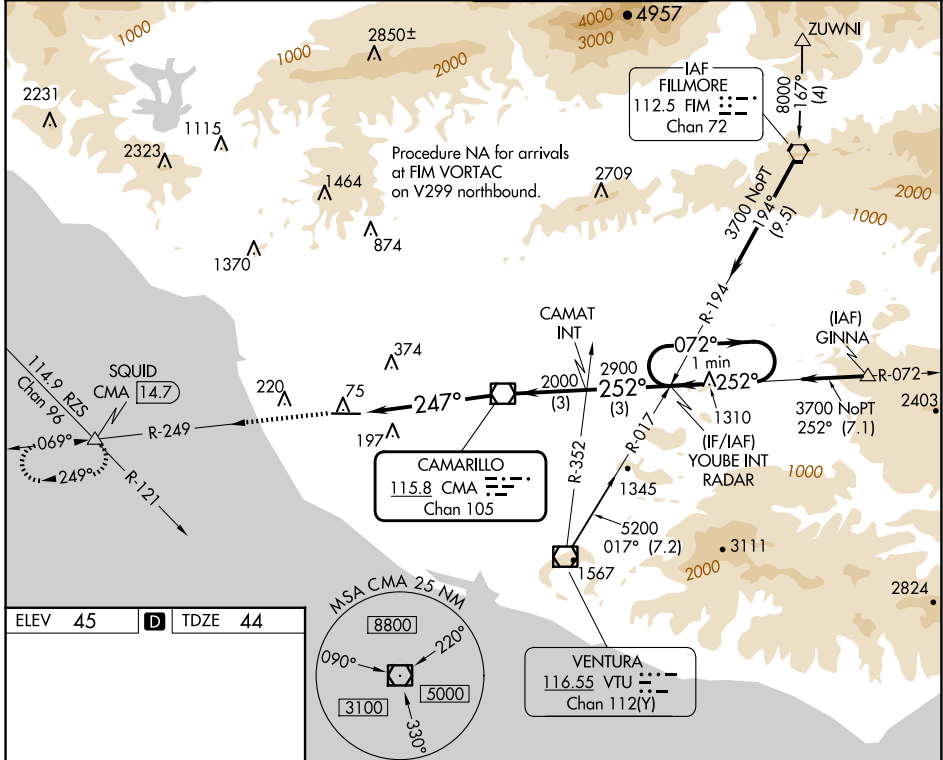 1000
2850±
1000
2000
4000
3000
4957
ZUWNI
8000
167°
(4)
IAF
FILLMORE
112.5 FIM
Chan 72
2231
1115
2323
1464
Procedure NA for arrivals
at FIM VORTAC
on V299 northbound.
2709
2000
1000
3700 NoPT
194°
(9.5)
R-194
1370
874
CAMAT
INT
(IAF)
GINNA
072°
1 min
114.9 RZS
Chan 96
SQUID
CMA 14.7
374
220
75
247°
2000
(3)
2900
252°
(3)
252°
R-072
1310
3700 NoPT
252° (7.1)
2403
069°
249°
R-249
R-121
197
R-352
R-017
(IF/IAF)
YOUBE INT
RADAR
1000
CAMARILLO
115.8 CMA
Chan 105
1345
5200
017° (7.2)
3111
2000
1567
2824
ELEV 45
D
TDZE 44
MSA CMA 25 NM
8800
220°
090°
3100
5000
330°
VENTURA
116.55 VTU
Chan 112(Y)